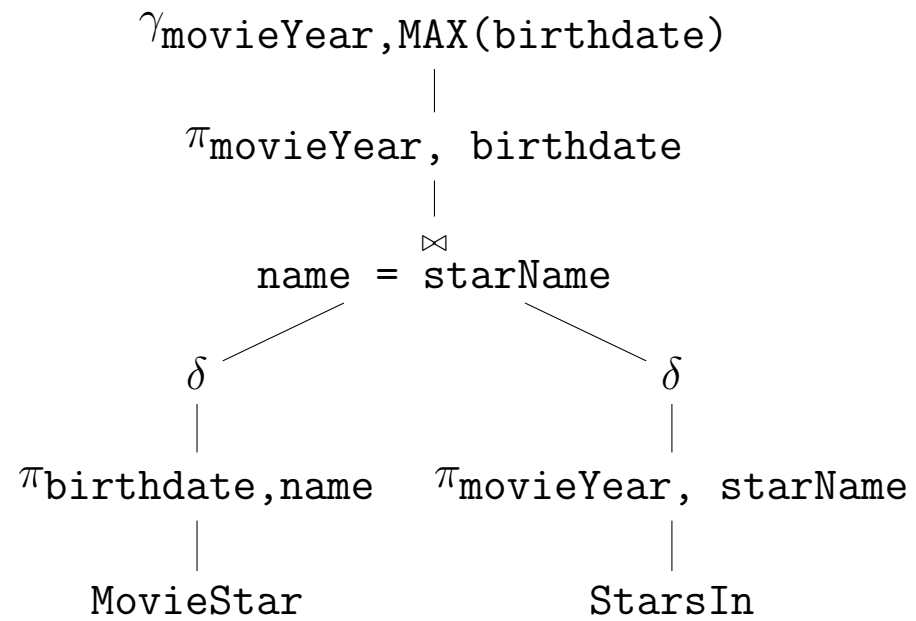 γmovieYear,MAX(birthdate)
πmovieYear, birthdate
⋈
name = starName
δ δ
πbirthdate,name πmovieYear, starName
MovieStar StarsIn